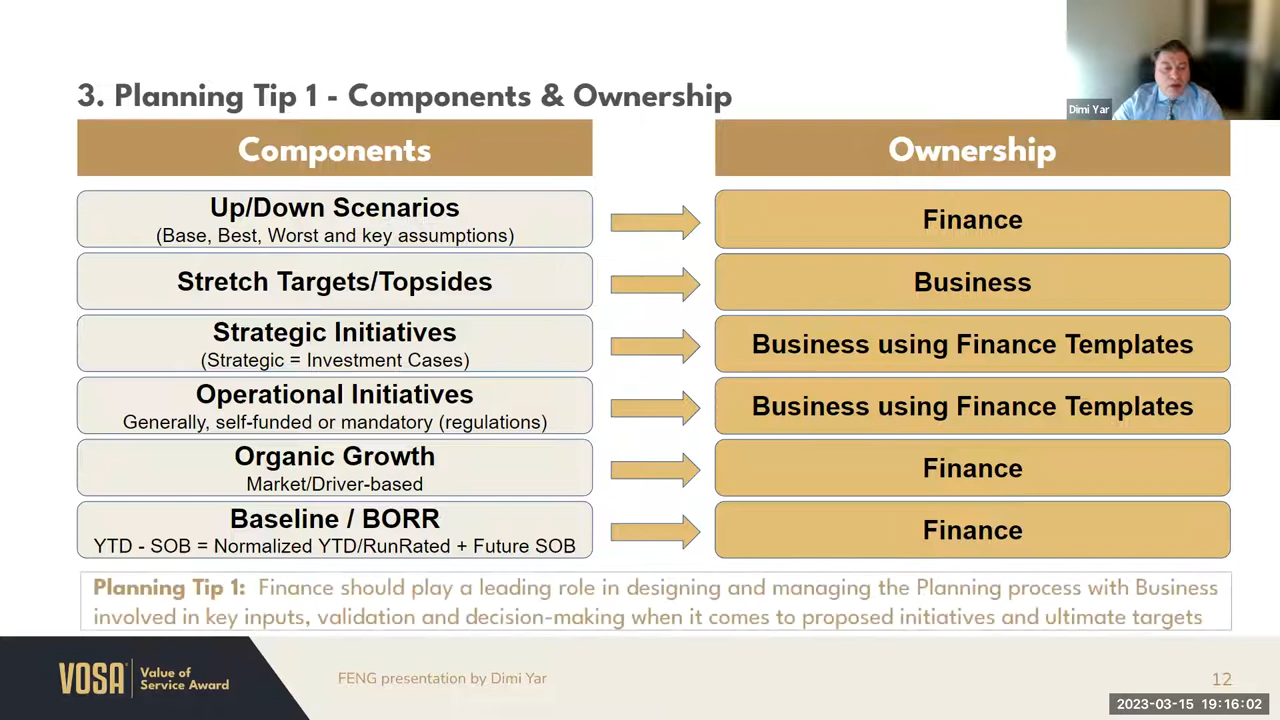 3. Planning Tip 1 - Components & Ownership
Dimi Yar
Components
Ownership
Up/Down Scenarios
(Base, Best, Worst and key assumptions)
Finance
Stretch Targets/Topsides
Business
Strategic Initiatives
(Strategic = Investment Cases)
Business using Finance Templates
Operational Initiatives
Generally, self-funded or mandatory (regulations)
Business using Finance Templates
Organic Growth
Market/Driver-based
Finance
Baseline / BORR
YTD - SOB = Normalized YTD/RunRated + Future SOB
Finance
Planning Tip 1: Finance should play a leading role in designing and managing the Planning process with Business
involved in key inputs, validation and decision-making when it comes to proposed initiatives and ultimate targets
VOSA
Value of
Service Award
FENG presentation by Dimi Yar
12
2023-03-15 19:16:02